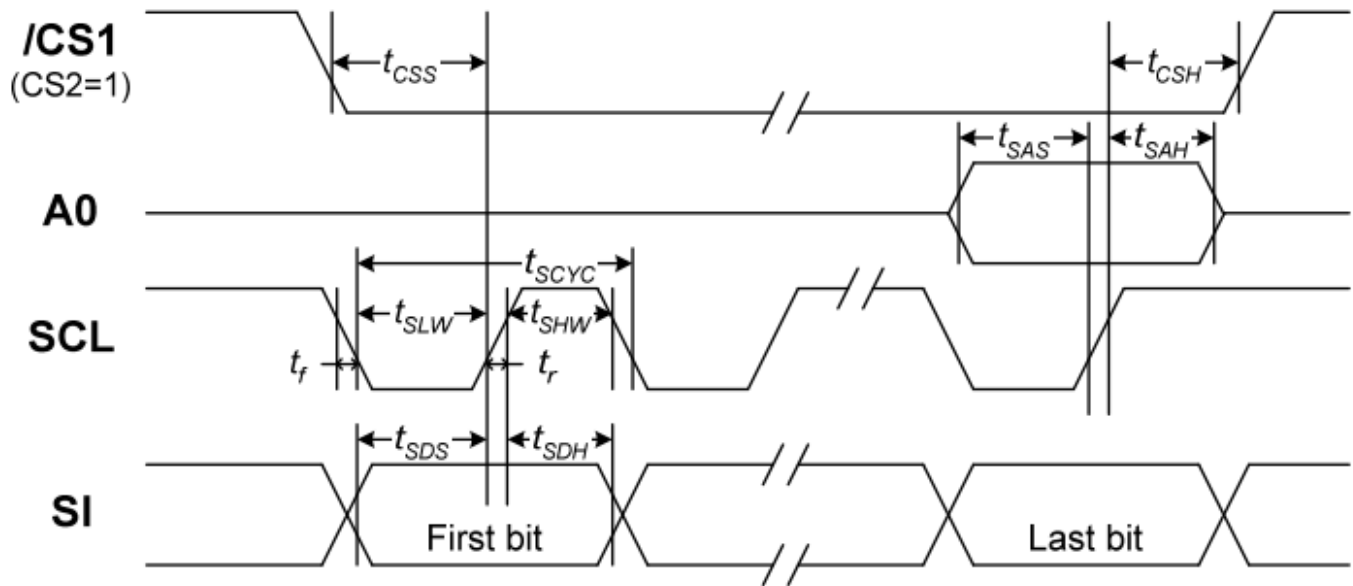 /CS1
(CS2=1)
tCSS
tCSH
tSAS
tSAH
A0
tSCYC
SCL
tSLW
tSHW
tf
tr
tSDS
tSDH
SI
First bit
Last bit